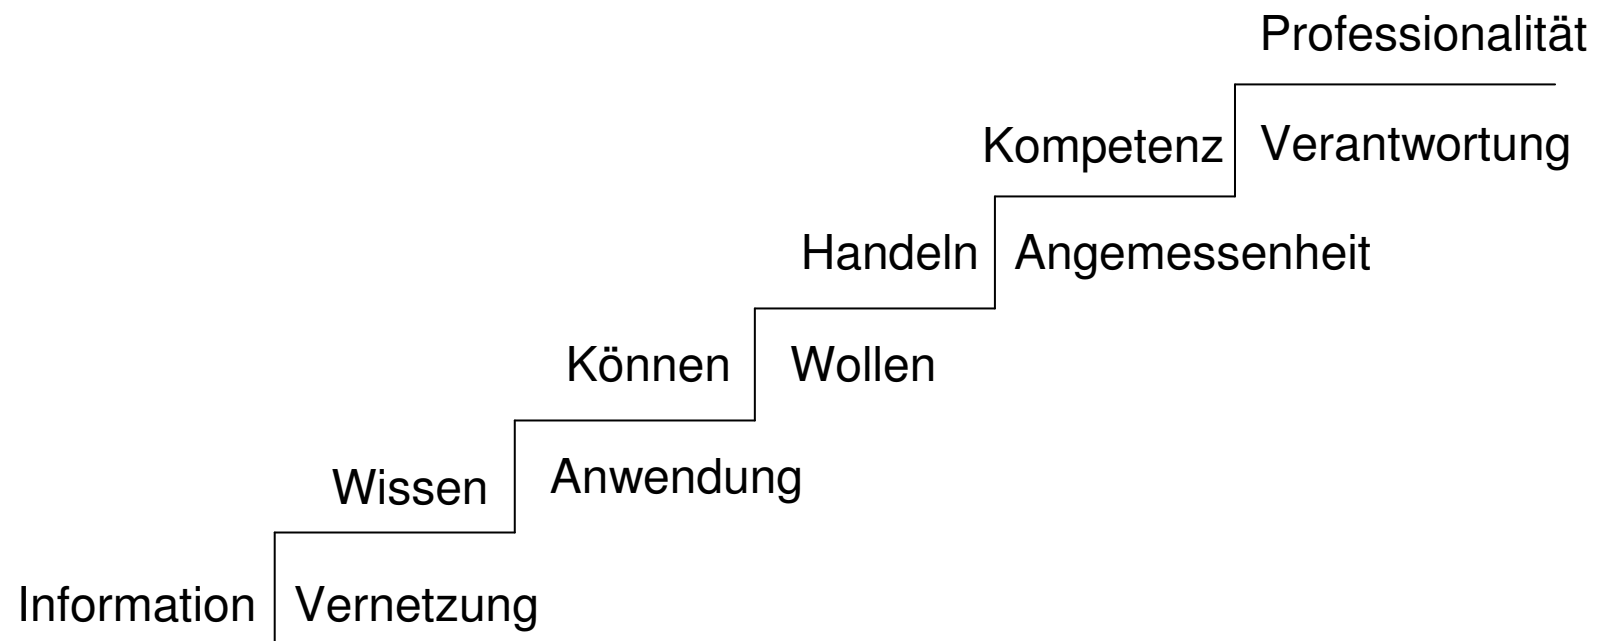 Professionalität
Kompetenz Verantwortung
Handeln Angemessenheit
Können Wollen
Wissen Anwendung
Information Vernetzung